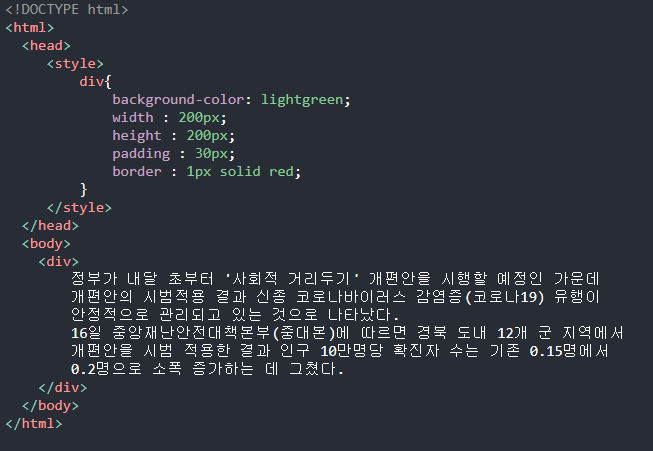 <!DOCTYPE html>
<html>
<head>
<style>
div{
background-color: lightgreen;
width : 200px;
height : 200px;
padding : 30px;
border : 1px solid red;
}
</style>
</head>
<body>
<div>
정부가 내달 초부터 '사회적 거리두기' 개편안을 시행할 예정인 가운데
개편안의 시범적용 결과 신종 코로나바이러스 감염증(코로나19) 유행이
안정적으로 관리되고 있는 것으로 나타났다.
16일 중앙재난안전대책본부(중대본)에 따르면 경북 도내 12개 군 지역에서
개편안을 시범 적용한 결과 인구 10만명당 확진자 수는 기존 0.15명에서
0.2명으로 소폭 증가하는 데 그쳤다.
</div>
</body>
</html>